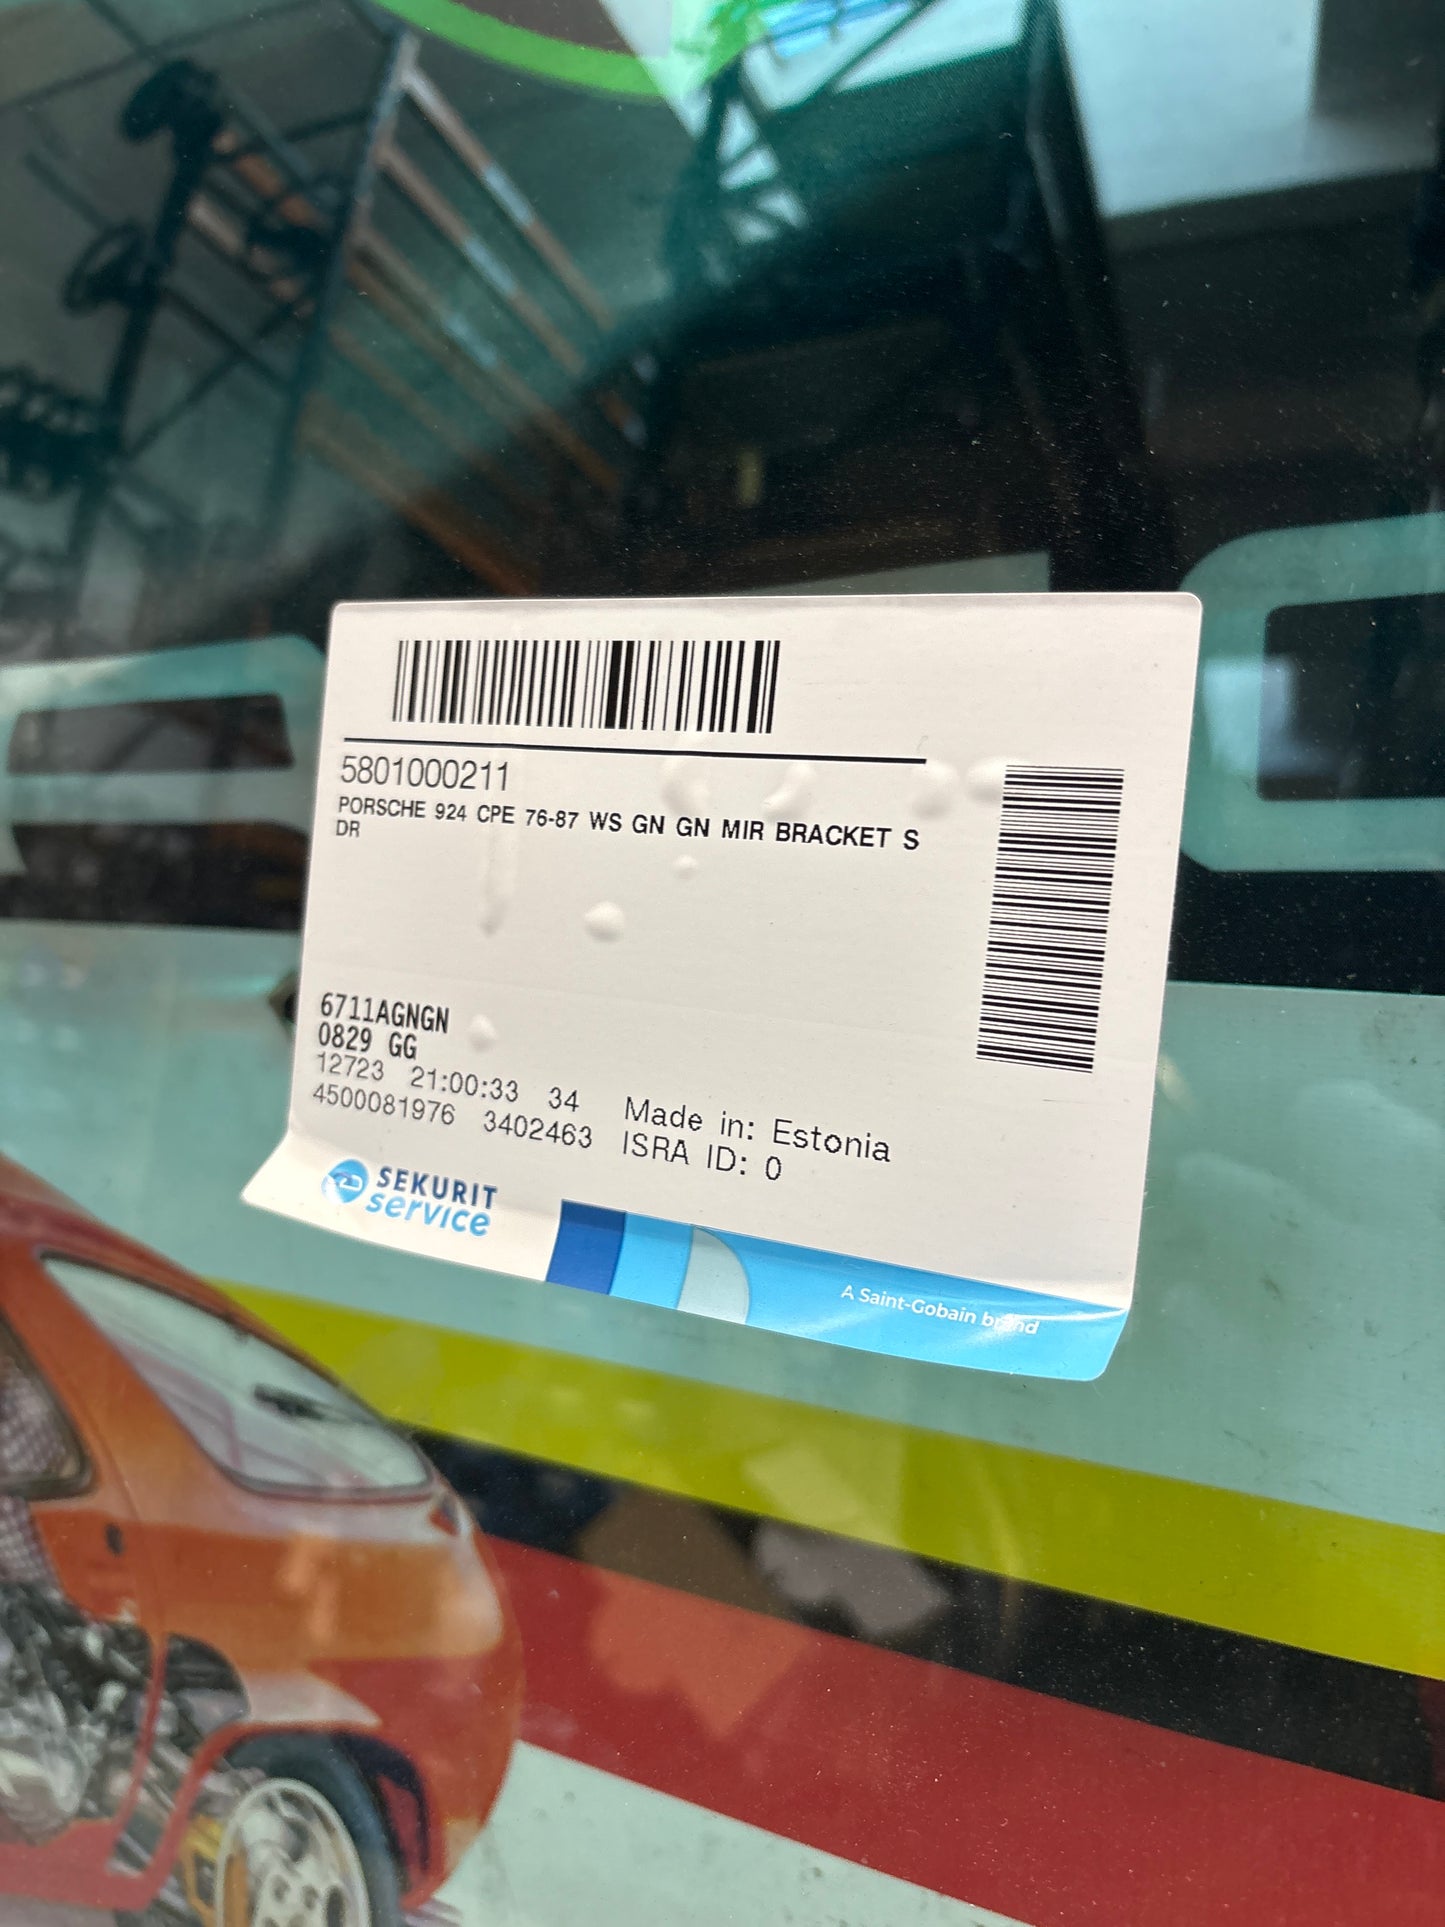 5801000211
PORSCHE 924 CPE 76-87 WS GN GN MIR BRACKET S
DR
6711AGNGN
0829 GG
12723 21:00:33 34 Made in: Estonia
4500081976 3402463 ISRA ID: 0
SEKURIT
service
A Saint-Gobain brand